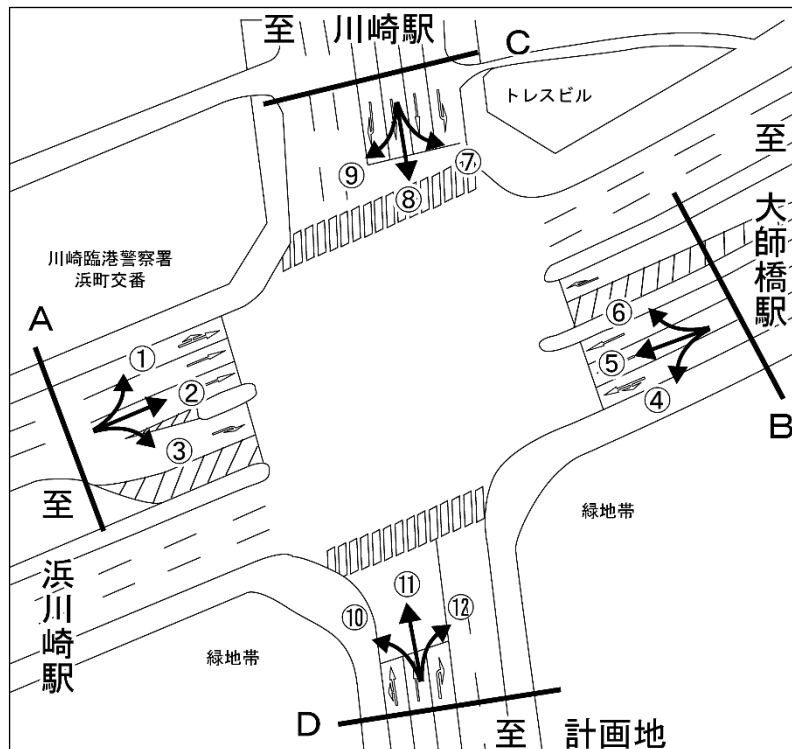 至 川崎駅
C
トレスビル
至
大師橋駅
⑨
⑧
⑦
川崎臨港警察署
浜町交番
A
①
②
③
⑥
⑤
④
B
至
浜川崎駅
緑地帯
緑地帯
⑩
⑪
⑫
D
至 計画地